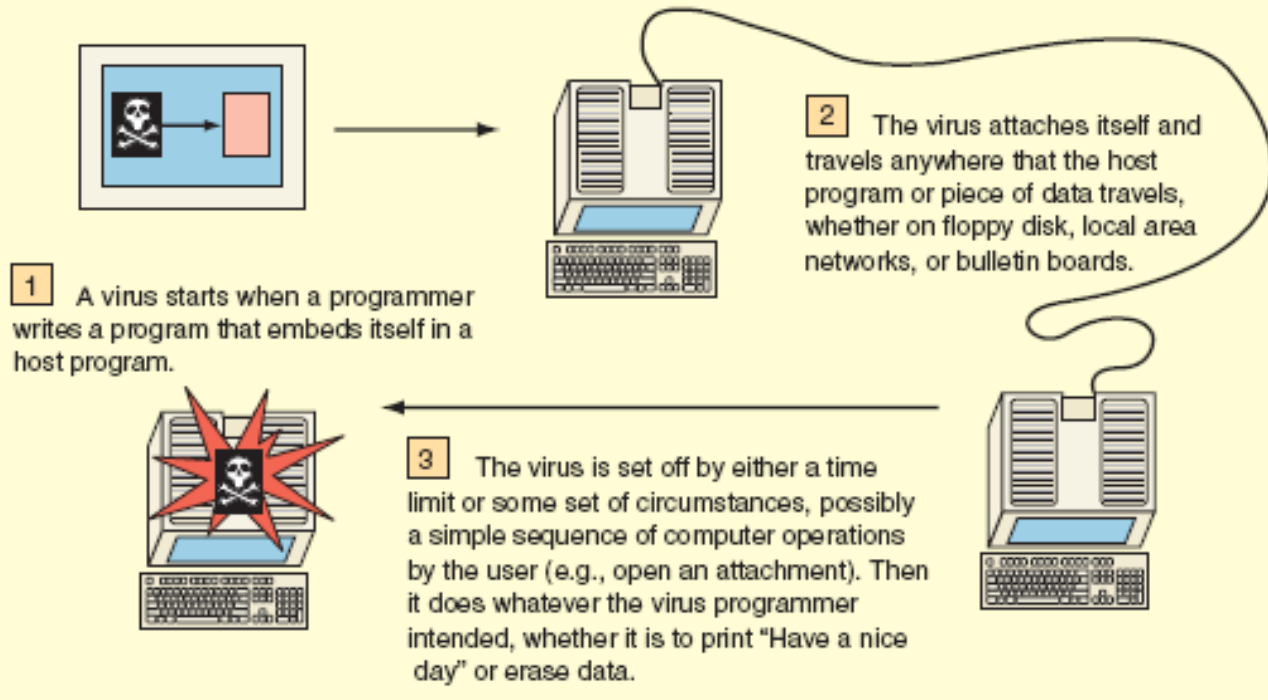 1 A virus starts when a programmer
writes a program that embeds itself in a
host program.
2 The virus attaches itself and
travels anywhere that the host
program or piece of data travels,
whether on floppy disk, local area
networks, or bulletin boards.
3 The virus is set off by either a time
limit or some set of circumstances, possibly
a simple sequence of computer operations
by the user (e.g., open an attachment). Then
it does whatever the virus programmer
intended, whether it is to print “Have a nice
day” or erase data.